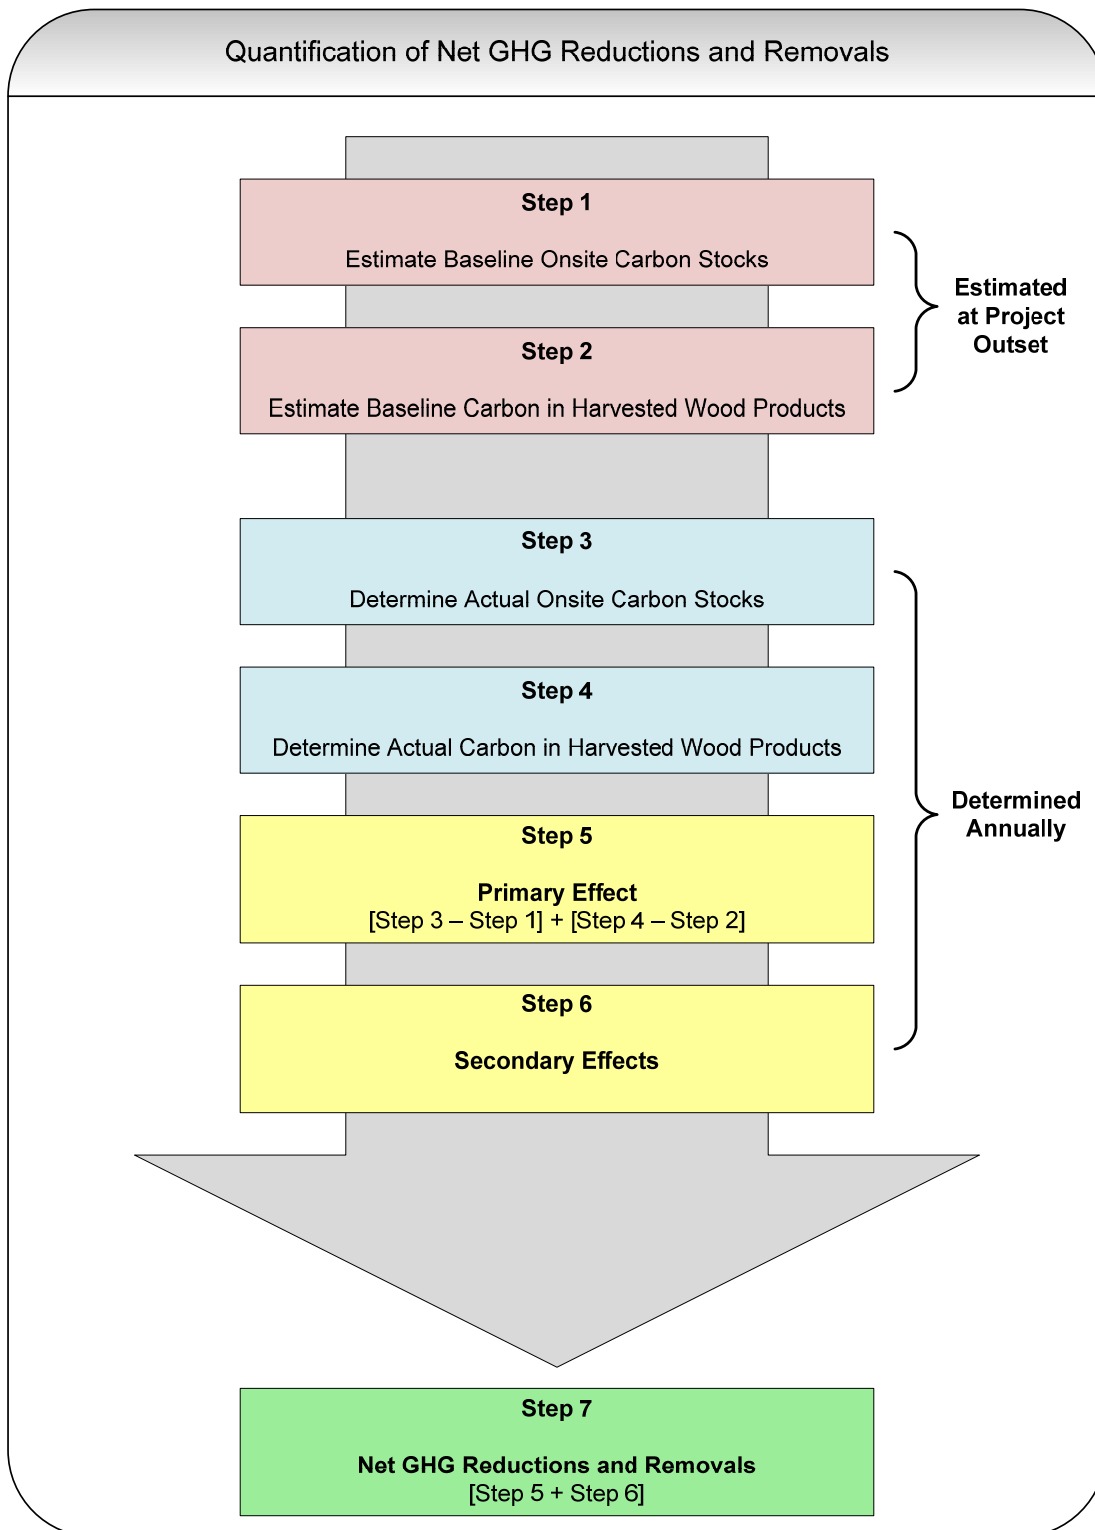 Quantification of Net GHG Reductions and Removals
Step 1
Estimate Baseline Onsite Carbon Stocks
Step 2
Estimate Baseline Carbon in Harvested Wood Products
Estimated
at Project
Outset
Step 3
Determine Actual Onsite Carbon Stocks
Step 4
Determine Actual Carbon in Harvested Wood Products
Step 5
Primary Effect
[Step 3 – Step 1] + [Step 4 – Step 2]
Step 6
Secondary Effects
Determined
Annually
Step 7
Net GHG Reductions and Removals
[Step 5 + Step 6]